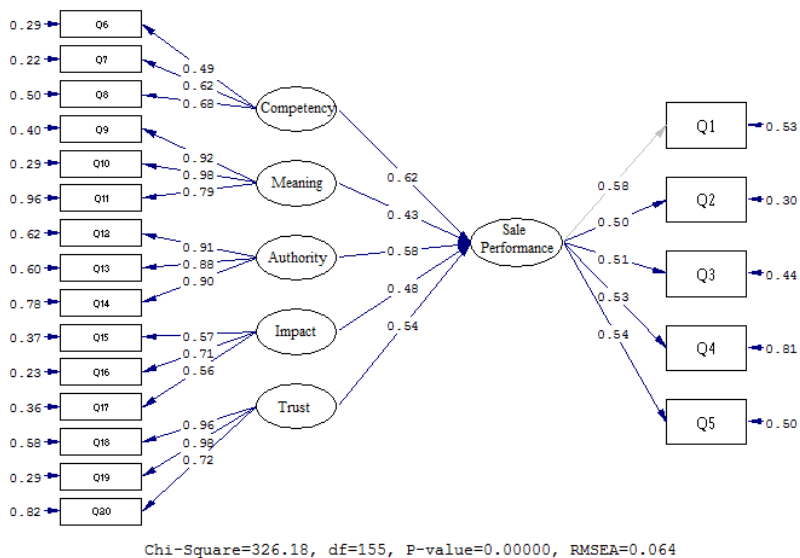 0.29 Q6
0.22 Q7
0.50 Q8
0.40 Q9
0.29 Q10
0.96 Q11
0.62 Q12
0.60 Q13
0.78 Q14
0.37 Q15
0.23 Q16
0.36 Q17
0.58 Q18
0.29 Q19
0.82 Q20
0.49
0.62
0.68
0.92
0.98
0.79
0.91
0.88
0.90
0.57
0.71
0.56
0.96
0.98
0.72
Competency
Meaning
Authority
Impact
Trust
0.62
0.43
0.58
0.48
0.54
Sale
Performance
0.58
0.50
0.51
0.53
0.54
Q1 0.53
Q2 0.30
Q3 0.44
Q4 0.81
Q5 0.50
Chi-Square=326.18, df=155, P-value=0.00000, RMSEA=0.064